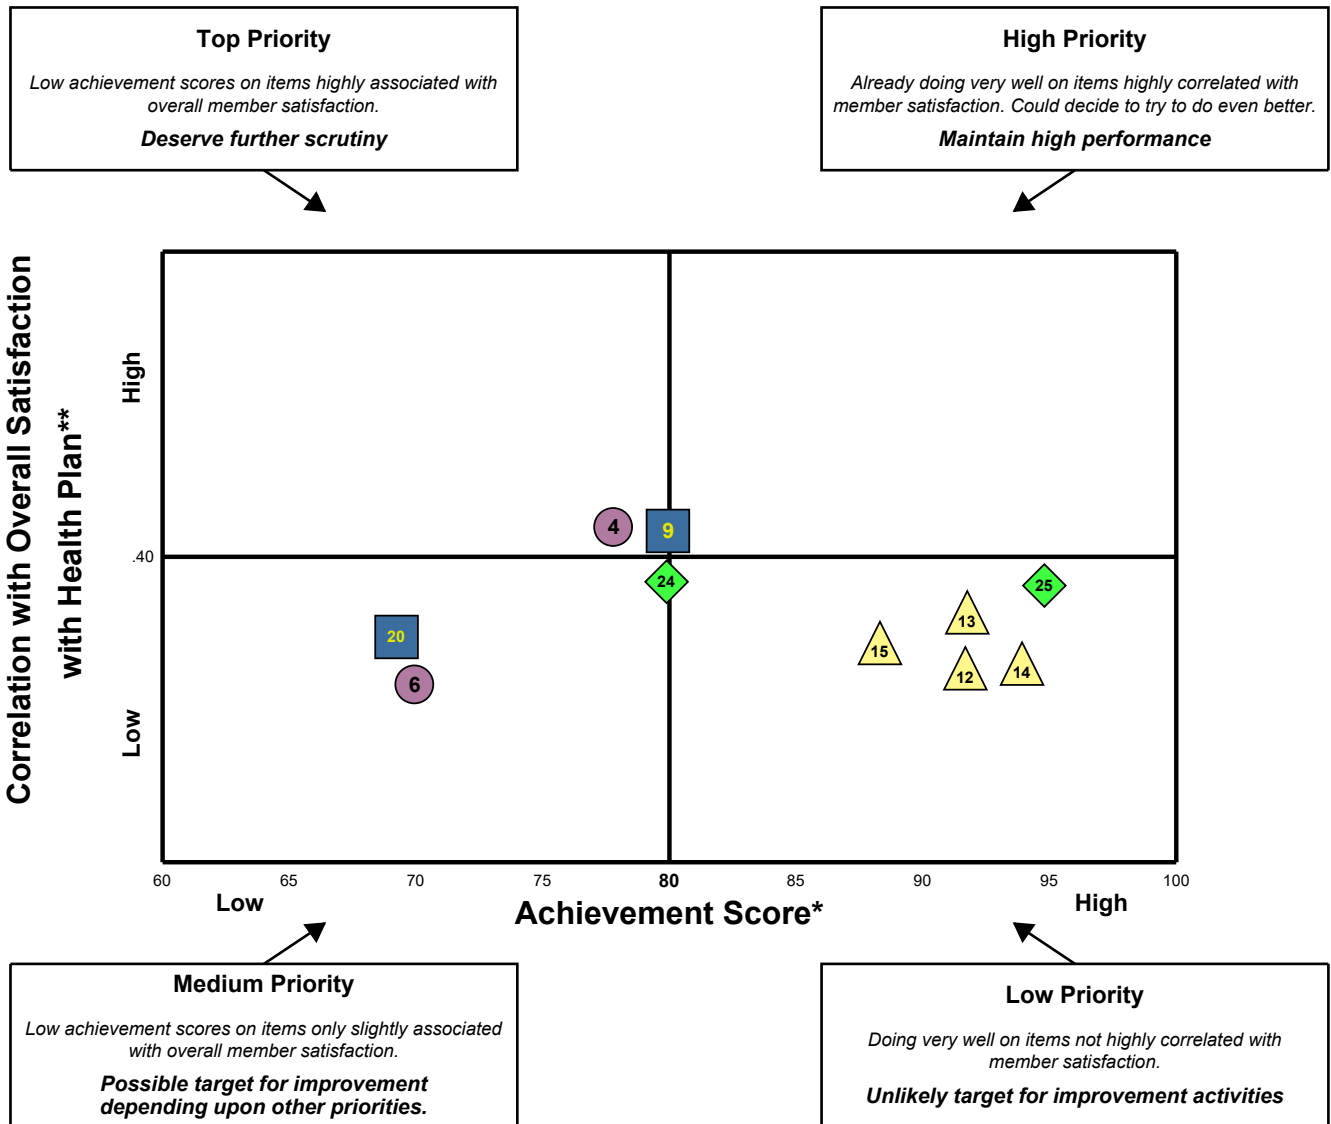 Top Priority
Low achievement scores on items highly associated with
overall member satisfaction.
Deserve further scrutiny
High Priority
Already doing very well on items highly correlated with
member satisfaction. Could decide to try to do even better.
Maintain high performance
Correlation with Overall Satisfaction
with Health Plan**
High
.40
Low
4
9
24
25
13
15
20
12
14
6
60
65
70
75
80
85
90
95
100
Low
Achievement Score*
High
Medium Priority
Low achievement scores on items only slightly associated
with overall member satisfaction.
Possible target for improvement
depending upon other priorities.
Low Priority
Doing very well on items not highly correlated with
member satisfaction.
Unlikely target for improvement activities